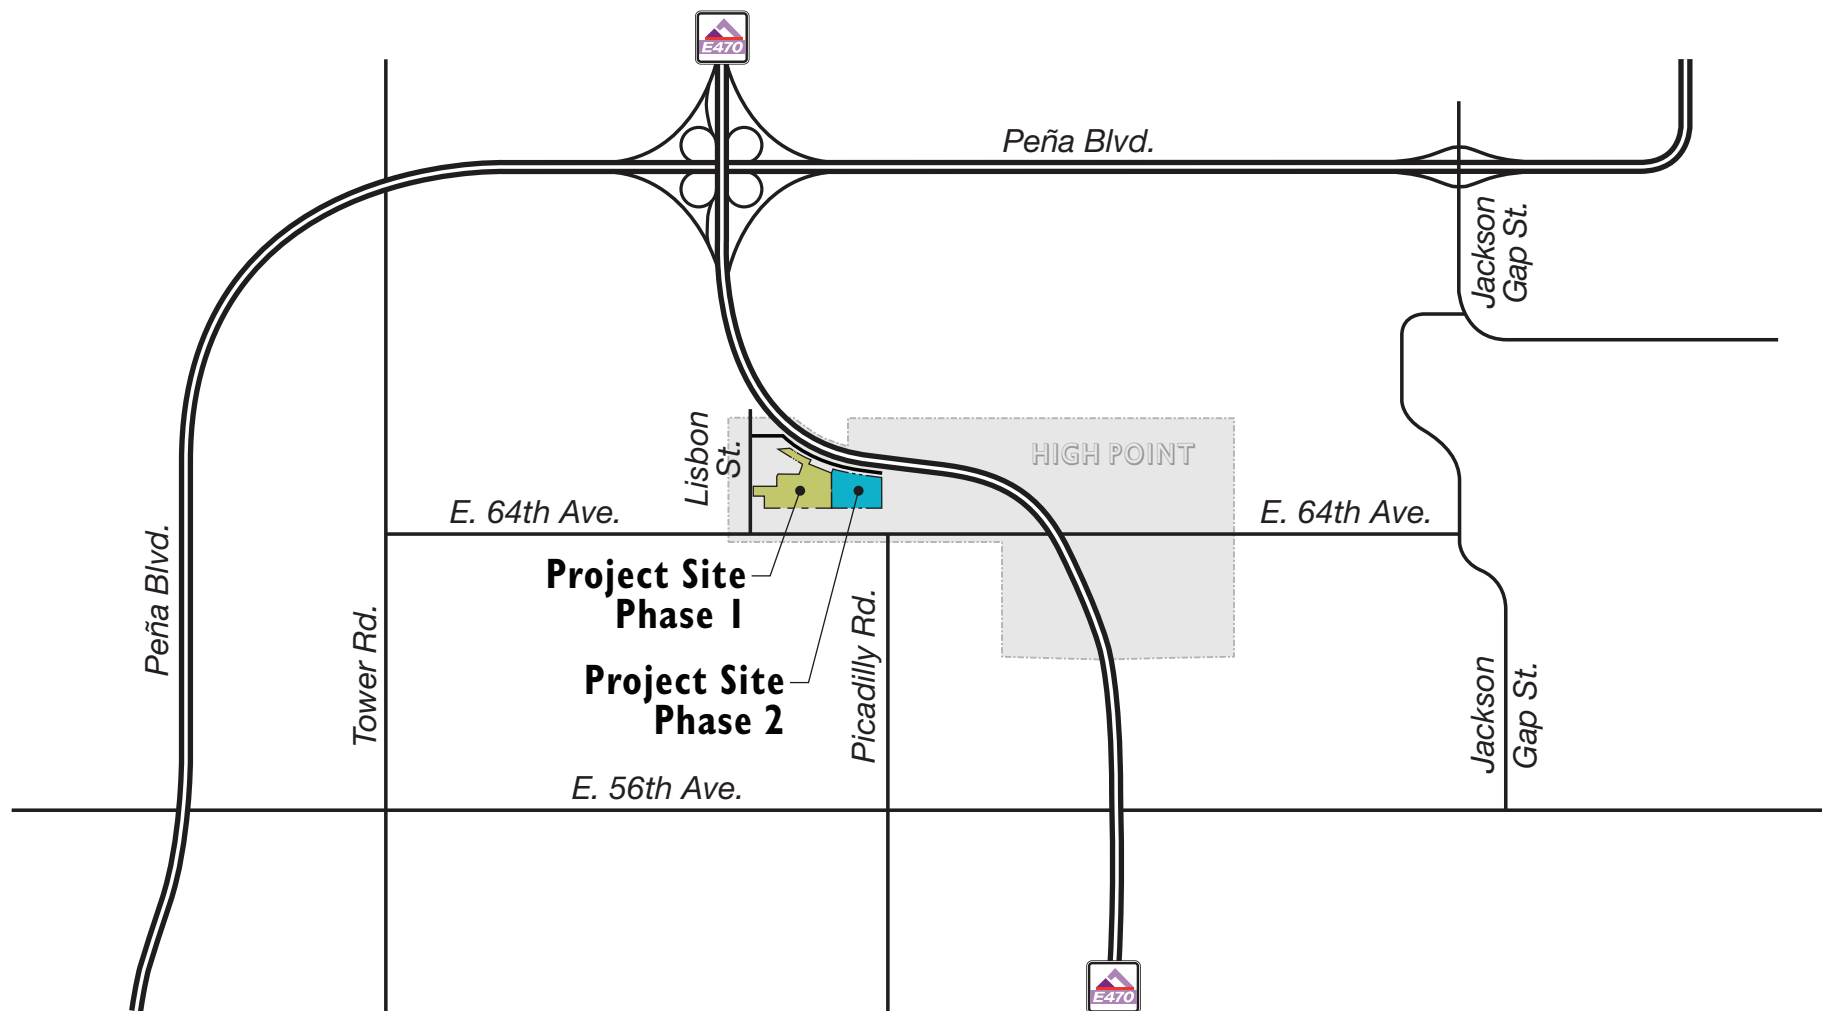 E470
Peña Blvd.
Jackson
Gap St.
Lisbon
St.
HIGH POINT
E. 64th Ave.
E. 64th Ave.
Project Site
Phase 1
Peña Blvd.
Tower Rd.
Picadilly Rd.
Project Site
Phase 2
Jackson
Gap St.
E. 56th Ave.
E470